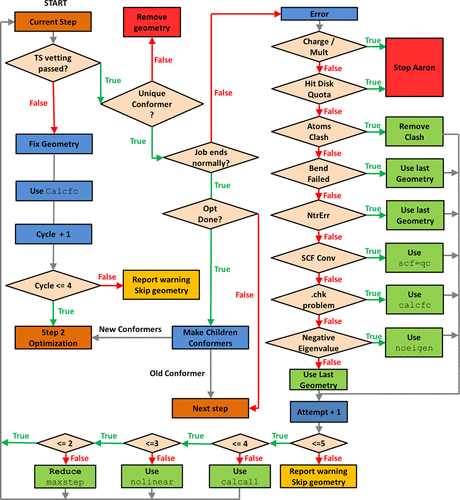 START
Current Step
TS vetting
passed?
True
False
Fix Geometry
Use Calcfc
Cycle + 1
Cycle <= 4
False
Report warning
Skip geometry
True
Step 2
Optimization
Remove
geometry
False
Unique
Conformer
?
True
Job ends
normally?
False
True
Opt
Done?
True
False
New Conformers
Make Children
Conformers
Old Conformer
Next step
Error
Charge /
Mult
True
False
Stop Aaron
Hit Disk
Quota
True
False
Atoms
Clash
True
Remove
Clash
False
Bend
Failed
True
Use last
Geometry
False
NtrErr
True
Use last
Geometry
False
SCF Conv
True
Use
scf=qc
False
.chk
problem
True
Use
calcfc
False
Negative
Eigenvalue
True
Use
noeigen
False
Use Last
Geometry
Attempt + 1
True
<= 2
True
<=3
True
<= 4
True
<=5
False
False
False
False
Reduce
maxstep
Use
nolinear
Use
calcall
Report warning
Skip geometry